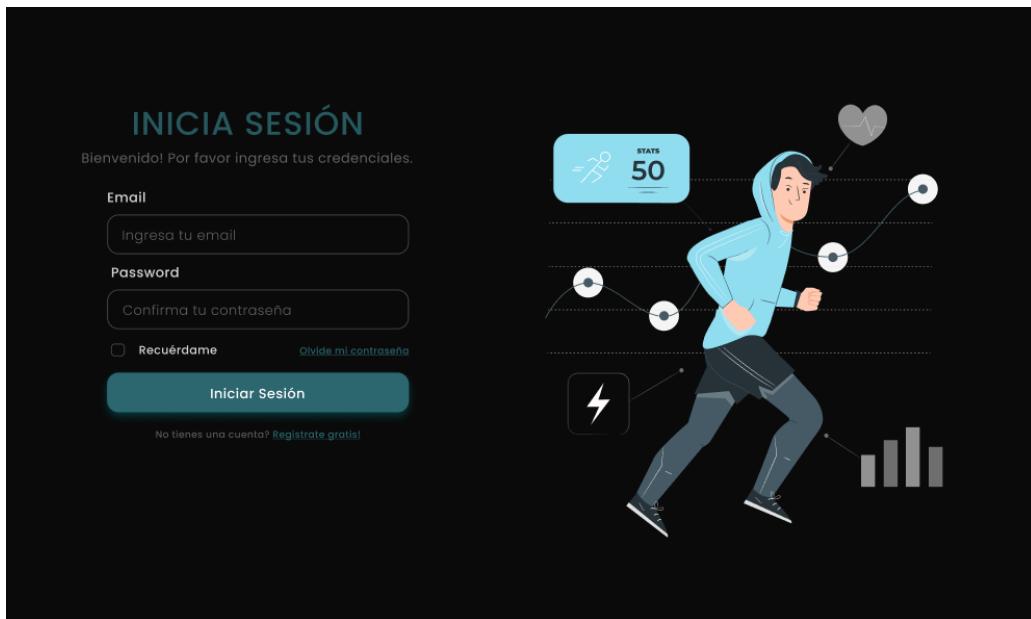 INICIA SESIÓN
Bienvenido! Por favor ingresa tus credenciales.
Email
Ingresa tu email
Password
Confirma tu contraseña
Recuérdame
Olvide mi contraseña
Iniciar Sesión
No tienes una cuenta? Registrate gratis!
STATS
50